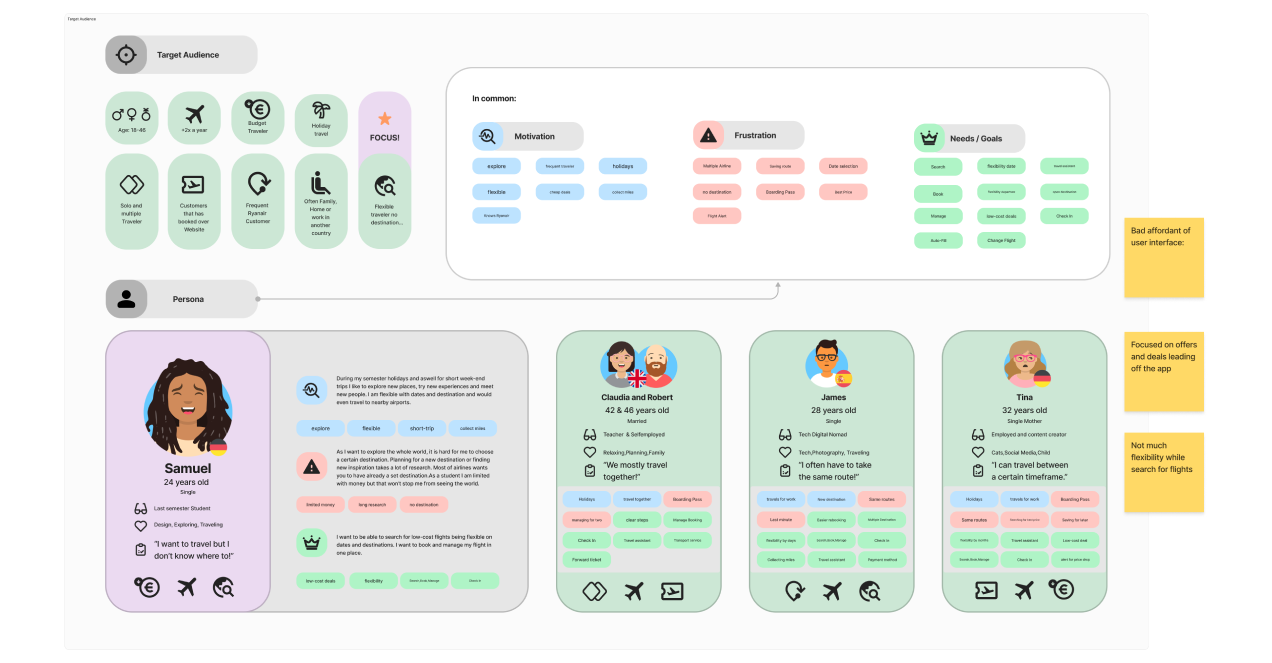 Target Audience
Target Audience
Age: 18-46
+2x a year
Budget
Traveler
Holiday
travel
FOCUS!
Solo and
multiple
Traveler
Customers
that has
booked over
Website
Frequent
Ryanair
Customer
Often Family,
Home or
work in
another
country
Flexible
traveler no
destination...
In common:
Motivation
explore
frequent traveled
holidays
flexible
cheap deals
collect miles
Known Ryanair
Frustration
Multiple Airline
Saving route
Date selection
no destination
Boarding Pass
Best Price
Flight Alert
Needs / Goals
Search
flexibility date
travel assistant
Book
flexibility departure
save destination
Manage
low-cost deals
Check In
Auto-Fill
Change Flight
Bad affordant of
user interface:
Focused on offers
and deals leading
off the app
Not much
flexibility while
search for flights
Persona
Samuel
24 years old
Single
Last semester Student
Design, Exploring, Traveling
"I want to travel but I
don't know where to!"
During my semester holidays and aswell for short week-end
trips I like to explore new places, try new experiences and meet
new people. I am flexible with dates and destination and would
even travel to nearby airports.
explore
flexible
short-trip
collect miles
As I want to explore the whole world, it is hard for me to choose
a certain destination. Planning for a new destination or finding
new inspiration takes a lot of research. Most of airlines wants
you to have already a set destination.As a student I am limited
with money but that won't stop me from seeing the world.
limited money
long research
no destination
I want to be able to search for low-cost flights being flexible on
dates and destinations. I want to book and manage my flight in
one place.
low-cost deals
flexibility
Search.Book.Manage
Check In
Claudia and Robert
42 & 46 years old
Married
Teacher & Selfemployed
Relaxing,Planning,Family
"We mostly travel
together!"
Holidays
travel together
Boarding Pass
managing for two
clear steps
Manage Booking
Check In
Travel assistant
Transport service
Forward ticket
James
28 years old
Single
Tech Digital Nomad
Tech,Photography, Traveling
"I often have to take
the same route!"
travels for work
New destination
Same routes
Last minute
Easier rebooking
Multiple Destinations
flexibility by days
Search.Book.Manage
Check In
Collecting miles
Travel assistant
Payment method
Tina
32 years old
Single Mother
Employed and content creator
Cats,Social Media,Child
"I can travel between
a certain timeframe."
Holidays
travels for work
Boarding Pass
Same routes
Saving for later
flexibility by months
Travel assistant
Low-cost deal
Search.Book.Manage
Check In
alert for price drop